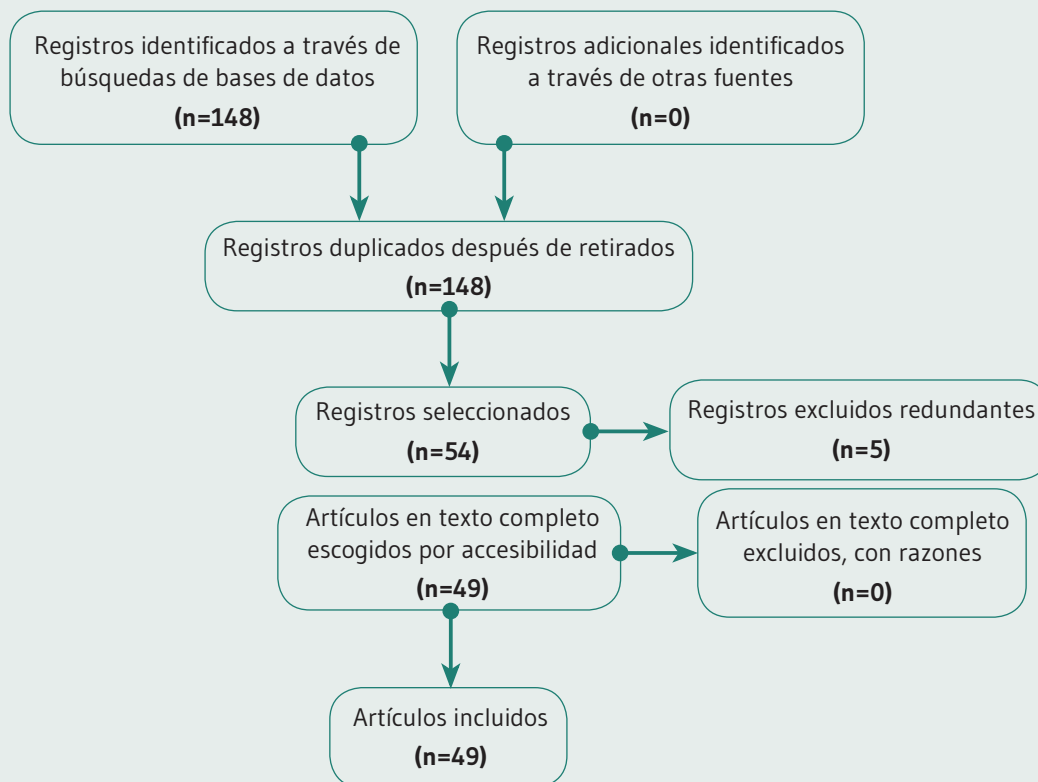 Registros identificados a través de
búsquedas de bases de datos
(n=148)
Registros adicionales identificados
a través de otras fuentes
(n=0)
Registros duplicados después de retirados
(n=148)
Registros seleccionados
(n=54)
Registros excluidos redundantes
(n=5)
Artículos en texto completo
escogidos por accesibilidad
(n=49)
Artículos en texto completo
excluidos, con razones
(n=0)
Artículos incluidos
(n=49)